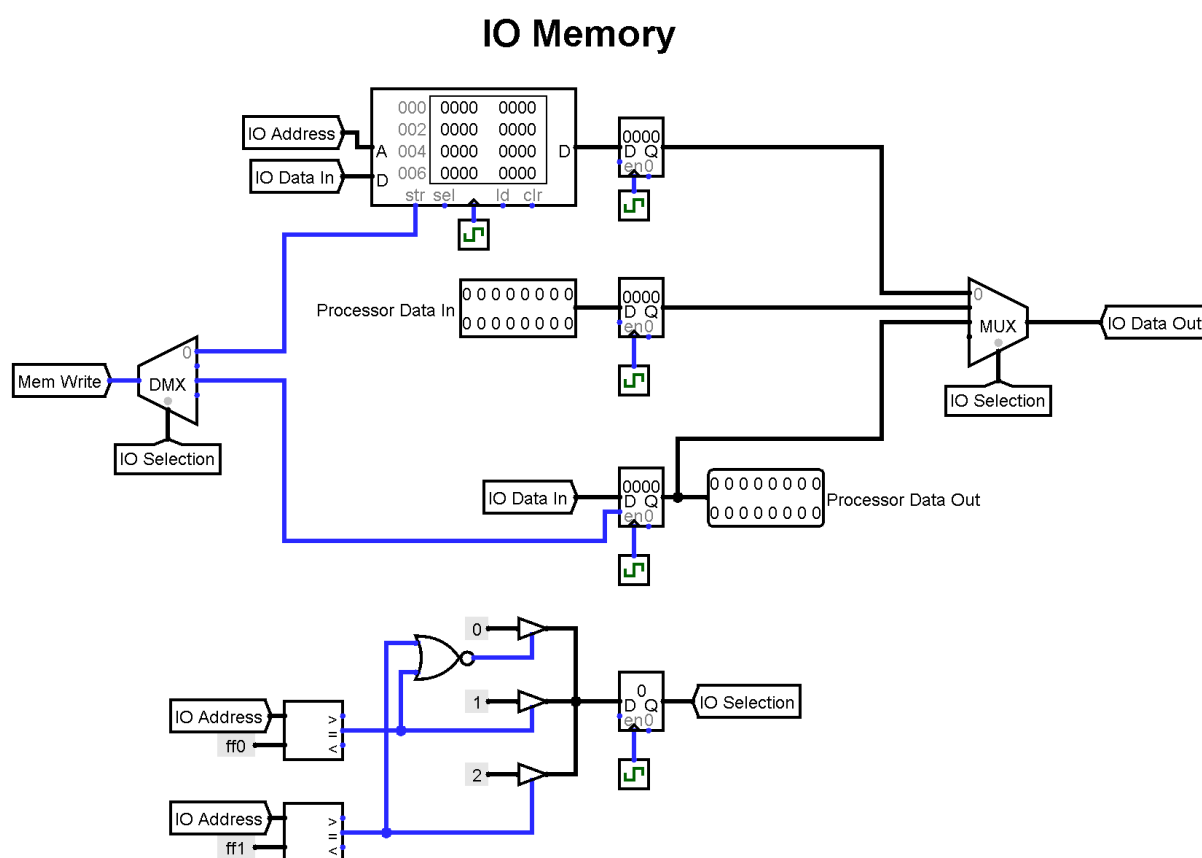 IO Memory
000 0000 0000
IO Address
002 0000 0000
A 004 0000 0000 D
IO Data In
D 006 0000 0000
str sel ld clr
0000
D Q
en0
Processor Data In
0 0 0 0 0 0 0 0
0 0 0 0 0 0 0 0
0000
D Q
en0
0
MUX
IO Data Out
IO Selection
Mem Write
0
DMX
IO Selection
IO Data In
0000
D Q
en0
0 0 0 0 0 0 0 0
0 0 0 0 0 0 0 0
Processor Data Out
0
1
2
IO Address
ff0
>
=
<
0
D Q
en0
IO Selection
IO Address
ff1
>
=
<